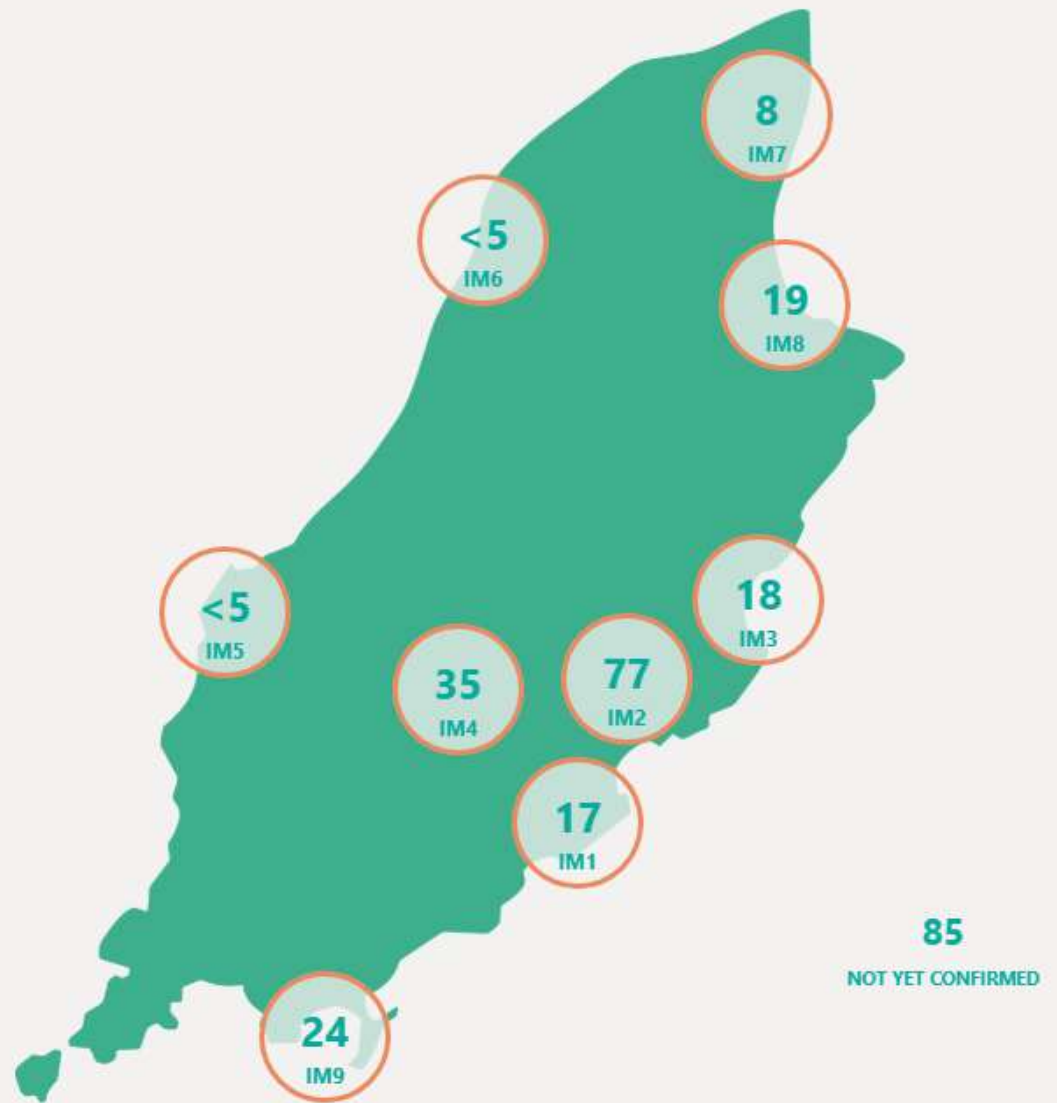 8
IM7
<5
IM6
19
IM8
<5
IM5
18
IM3
35
IM4
77
IM2
17
IM1
85
NOT YET CONFIRMED
24
IM9